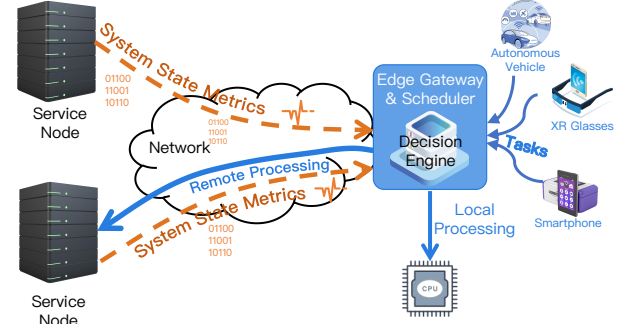 System State Metrics
01100
11001
10110
Service
Node
Network
01100
11001
10110
Remote Processing
System State Metrics
01100
11001
10110
Service
Node
Edge Gateway
& Scheduler
Decision
Engine
Autonomous
Vehicle
XR Glasses
Tasks
Smartphone
Local
Processing
CPU